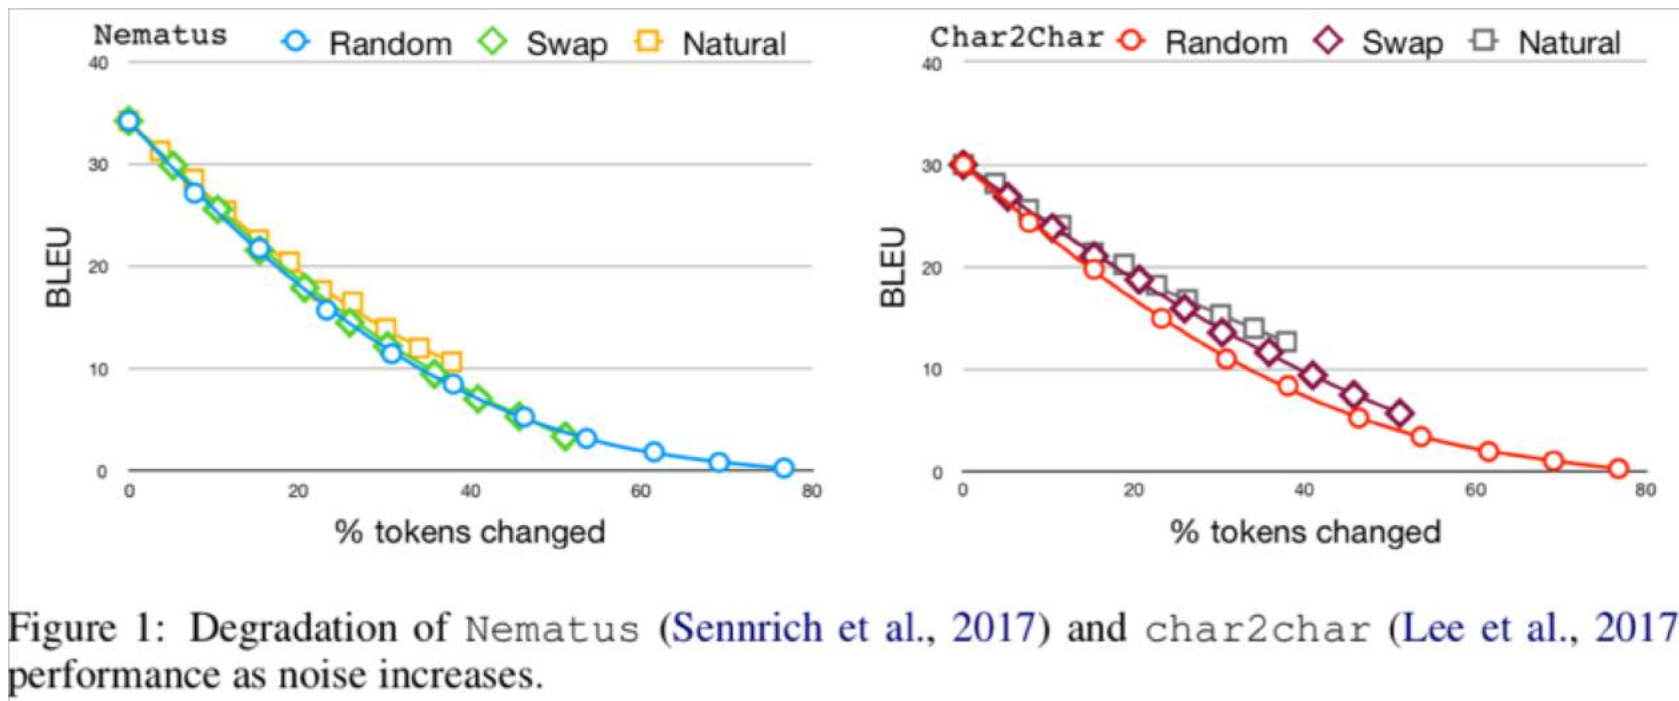 Nematus Random Swap Natural
40
30
20
10
0
BLEU
0 20 40 60 80
% tokens changed
Char2Char Random Swap Natural
40
30
20
10
0
BLEU
0 20 40 60 80
% tokens changed
Figure 1: Degradation of Nematus (Sennrich et al., 2017) and char2char (Lee et al., 2017
performance as noise increases.